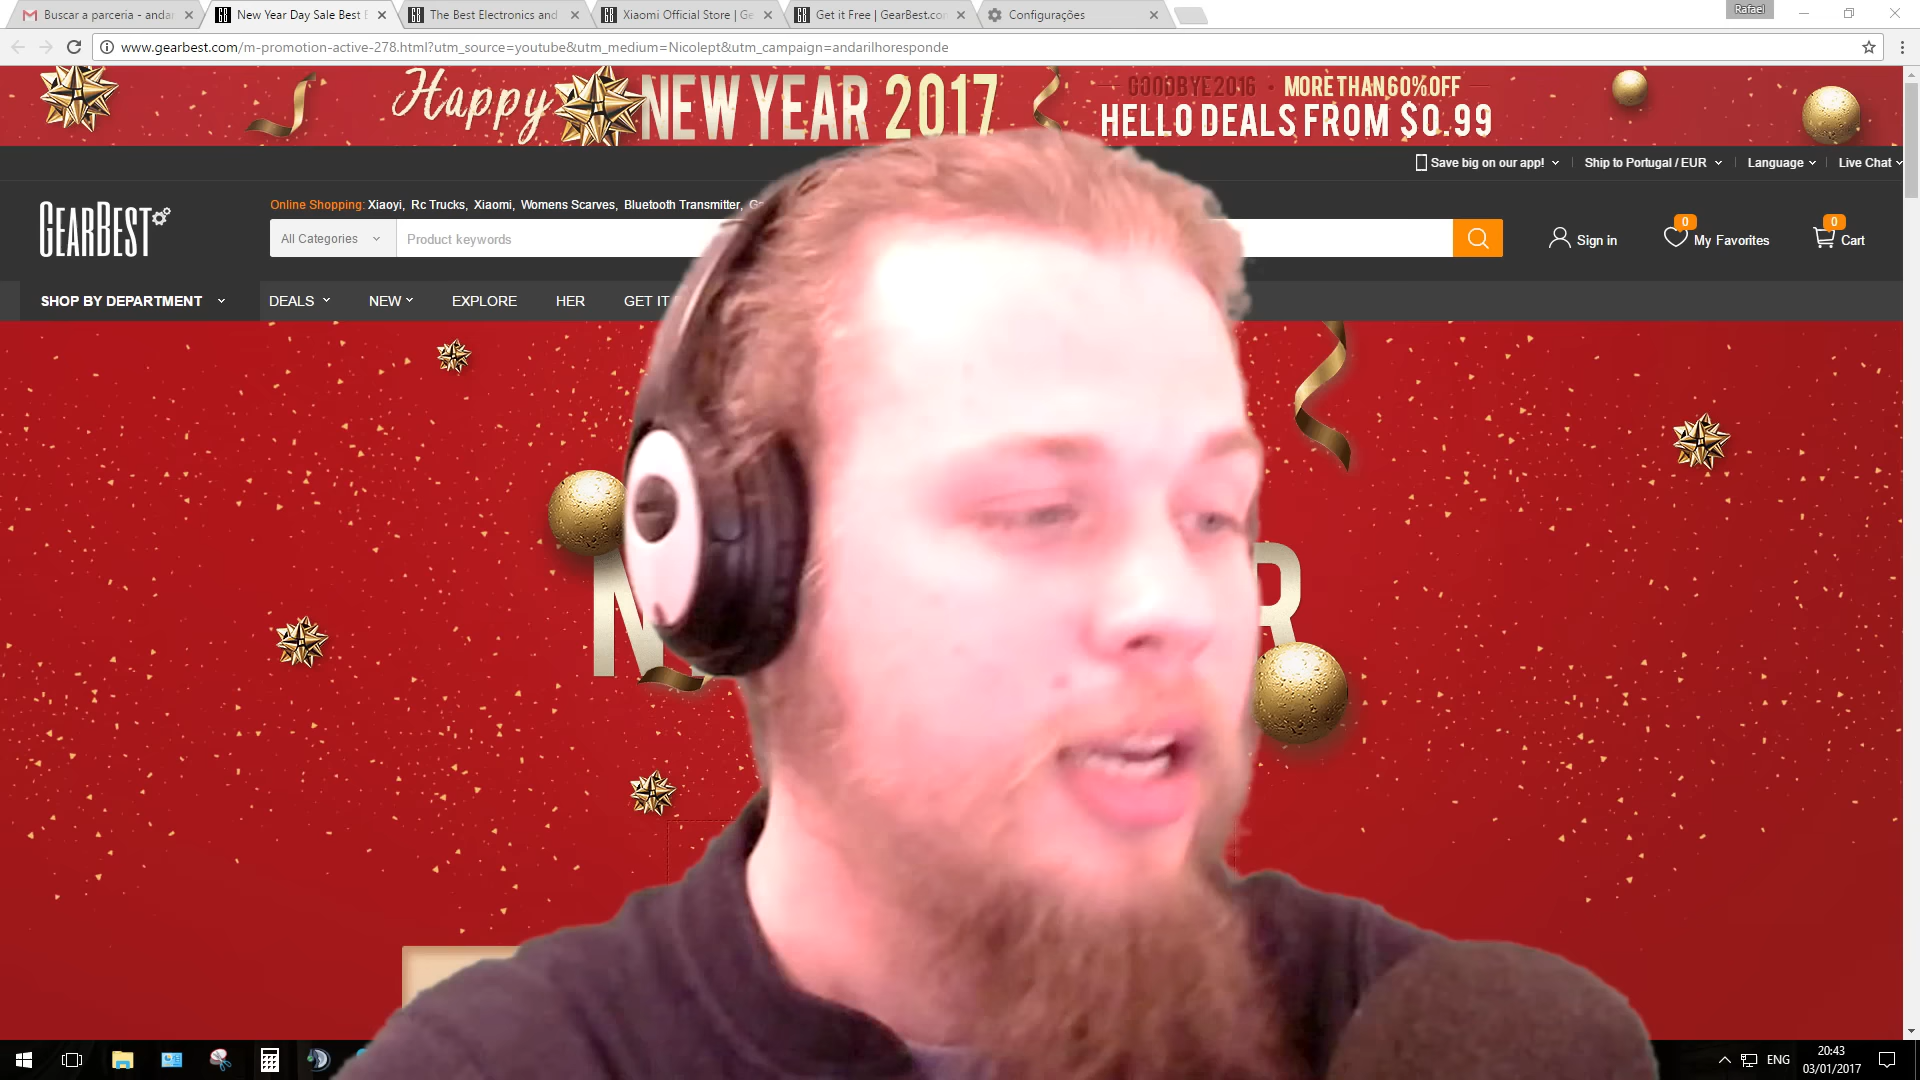 Buscar a parceria - andar
New Year Day Sale Best
The Best Electronics and
Xiaomi Official Store | Ge
Get it Free | GearBest.co
Configurações
Rafael
www.gearbest.com/m-promotion-active-278.html?utm_source=youtube&utm_medium=Nicolept&utm_campaign=andarilhoresponde
Happy NEW YEAR 2017
GOODBYE 2016 · MORE THAN 60% OFF
HELLO DEALS FROM $0.99
Save big on our app!
Ship to Portugal / EUR
Language
Live Chat
GEARBEST
Online Shopping: Xiaoyi, Rc Trucks, Xiaomi, Womens Scarves, Bluetooth Transmitter,
All Categories
Product keywords
Sign in
0
My Favorites
0
Cart
SHOP BY DEPARTMENT
DEALS
NEW
EXPLORE
HER
GET IT
N
R
ENG
20:43
03/01/2017